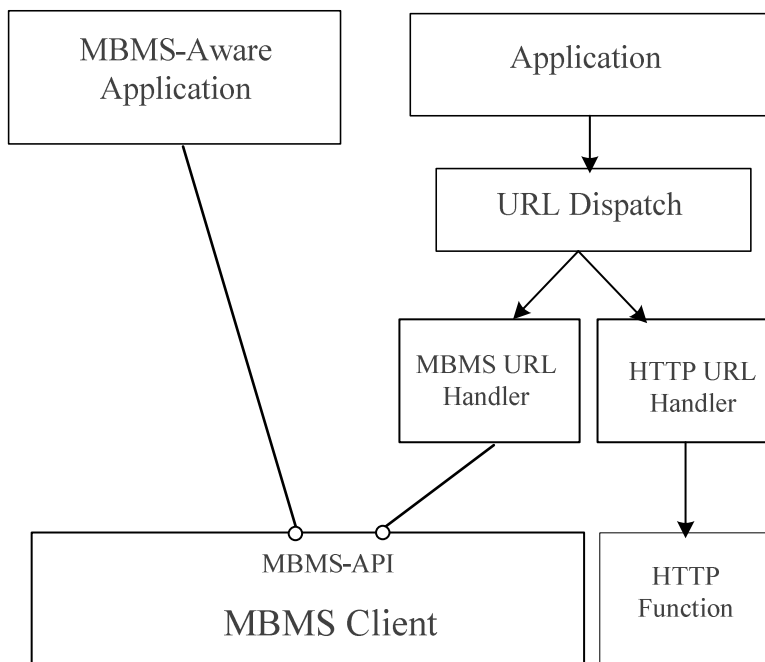 MBMS-Aware
Application
Application
URL Dispatch
MBMS URL
Handler
HTTP URL
Handler
MBMS-API
MBMS Client
HTTP
Function